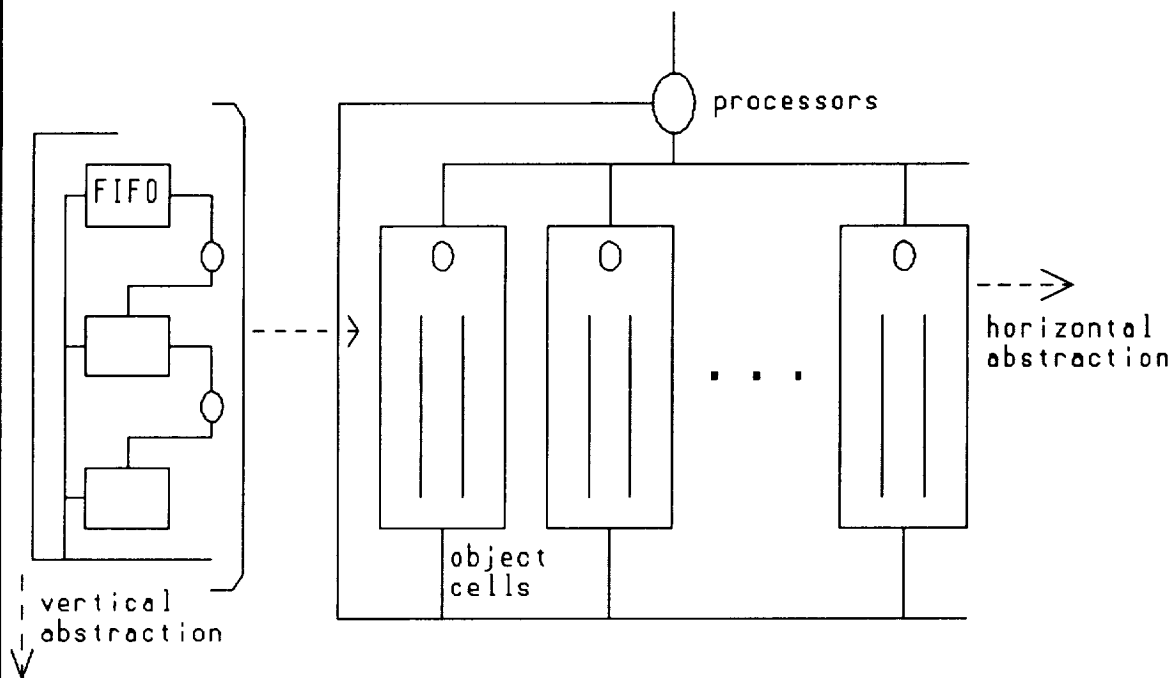 processors
FIFO
horizontal
abstraction
object
cells
vertical
abstraction